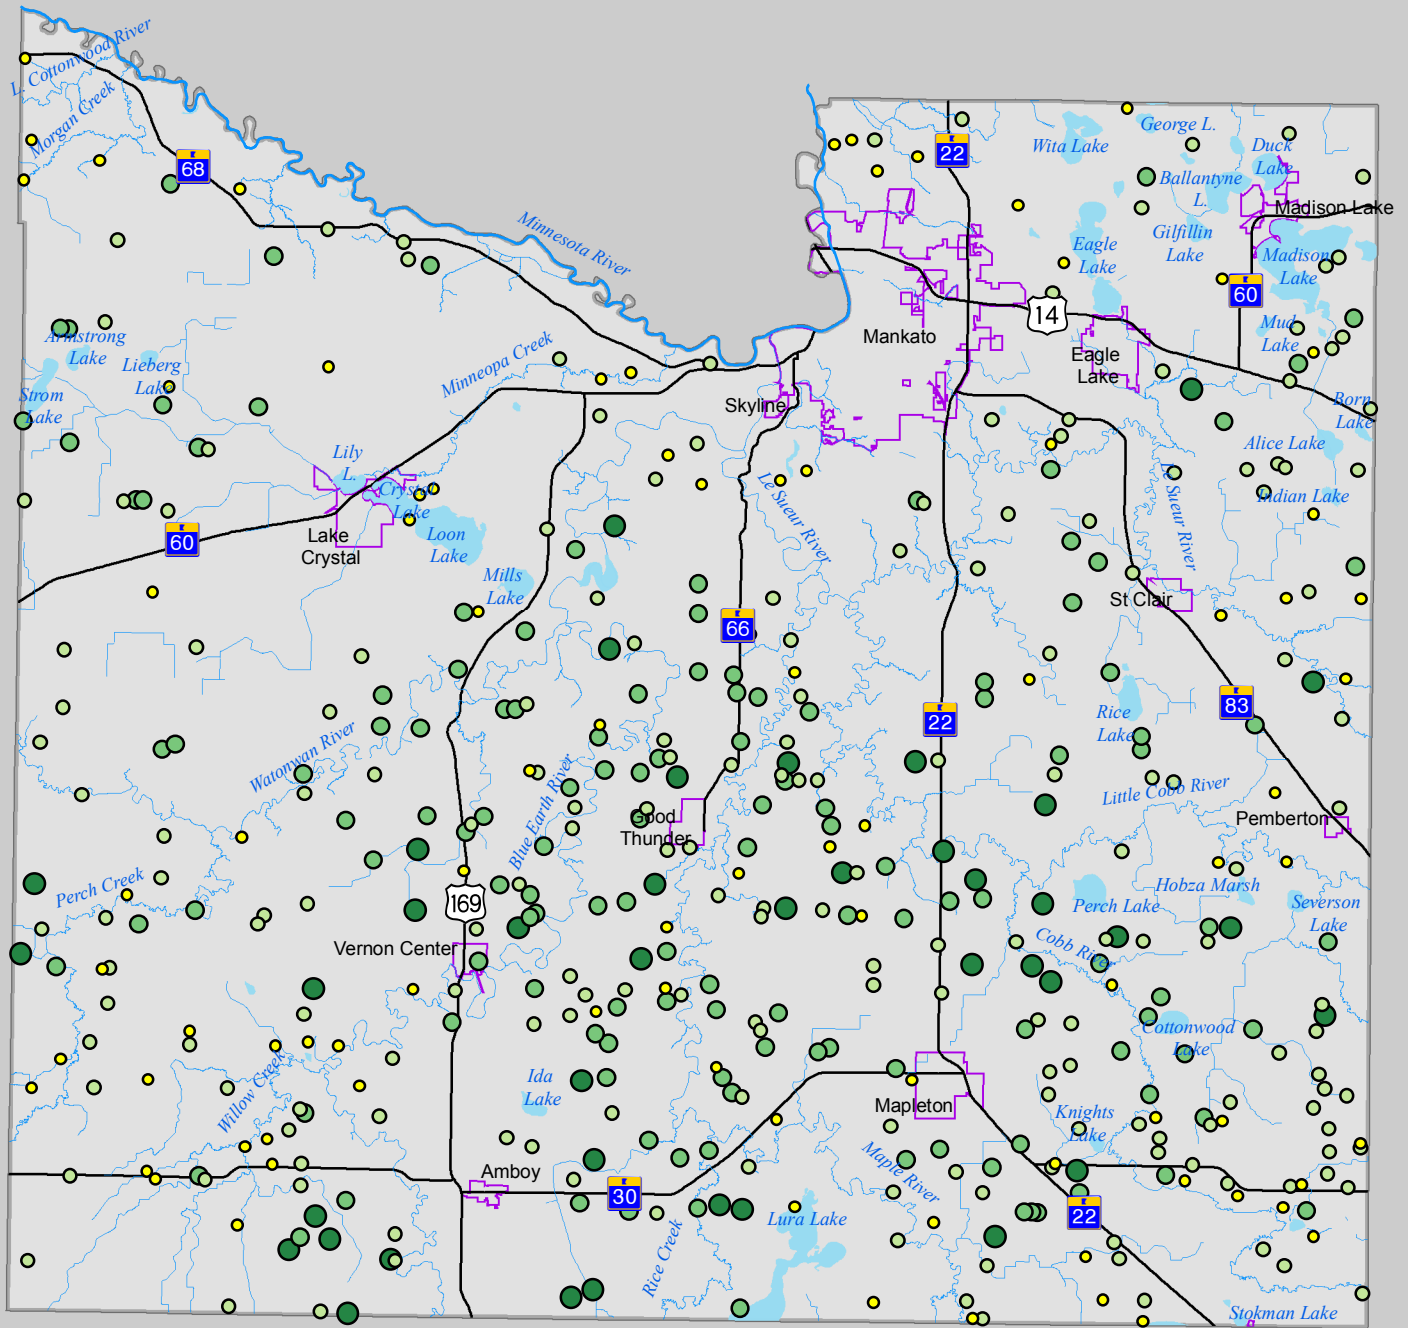 L. Cottonwood River
Morgan Creek
68
Minnesota River
22
Wita Lake
George L.
Duck
Lake
Ballantyne
L.
Madison Lake
Gilfillin
Lake
Eagle
Lake
Madison
Lake
60
14
Mankato
Eagle
Lake
Mud
Lake
Armstrong
Lake
Lieberg
Lake
Strom
Lake
Minneopa Creek
Skyline
Born
Lake
Alice Lake
Indian Lake
Lily
L.
Crystal
Lake
Loon
Lake
Lake
Crystal
60
Mills
Lake
Le Sueur River
Le Sueur River
St Clair
66
22
83
Rice
Lake
Watonwan River
Blue Earth River
Good
Thunder
Little Cobb River
Pemberton
Perch Creek
169
Vernon Center
Perch Lake
Hobza Marsh
Severson
Lake
Cobb River
Cottonwood
Lake
Willow Creek
Ida
Lake
Mapleton
Knights
Lake
Maple River
Amboy
30
22
Rice Creek
Lura Lake
Stokman Lake